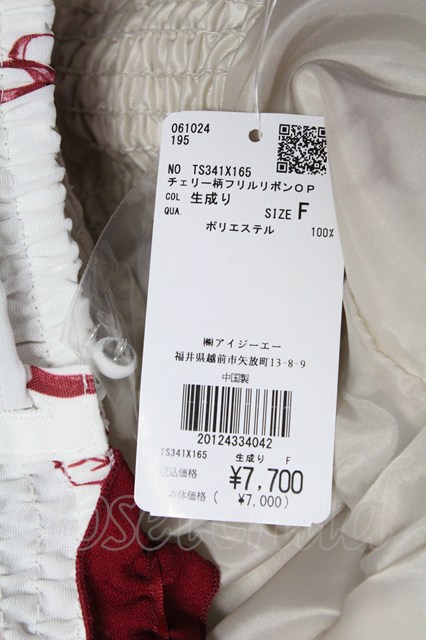 061024
195
NO TS341X165
チェリー柄フリルリボンOP
COL 生成り
QUA. SIZE F
ポリエステル 100%
㈱アイジーエー
福井県越前市矢放町13-8-9
中国製
20124334042
TS341X165 生成り F
税込価格 ¥7,700
本体価格 ( ¥7,000)